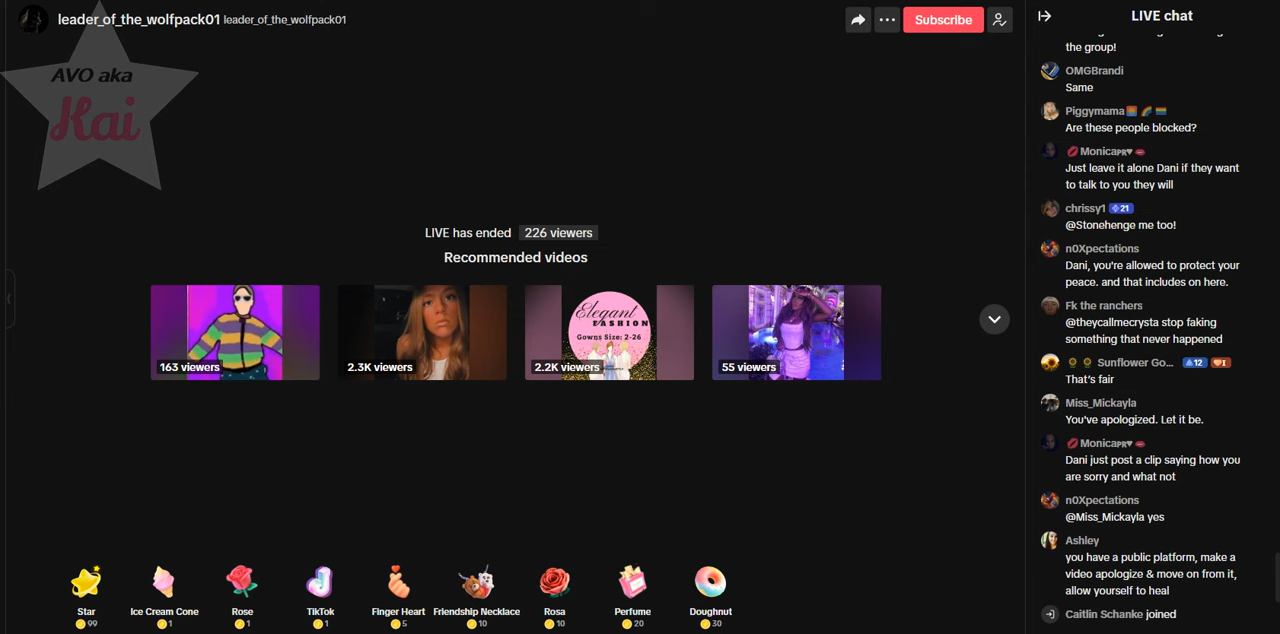 leader_of_the_wolfpack01 leader_of_the_wolfpack01
Subscribe
AVO aka
Kai
LIVE has ended 226 viewers
Recommended videos
163 viewers
2.3K viewers
Elegant
FASHION
Gowns Size: 2-26
2.2K viewers
55 viewers
Star
99
Ice Cream Cone
1
Rose
1
TikTok
1
Finger Heart
5
Friendship Necklace
10
Rosa
10
Perfume
20
Doughnut
30
LIVE chat
the group!
OMGBrandi
Same
Piggymama
Are these people blocked?
💋 Monicaᴘʀ♥ 👄
Just leave it alone Dani if they want
to talk to you they will
chrissy1 21
@Stonehenge me too!
n0Xpectations
Dani, you're allowed to protect your
peace. and that includes on here.
Fk the ranchers
@theycallmecrysta stop faking
something that never happened
🌻 🌻 Sunflower Go... 12 I
That's fair
Miss_Mickayla
You've apologized. Let it be.
💋 Monicaᴘʀ♥ 👄
Dani just post a clip saying how you
are sorry and what not
n0Xpectations
@Miss_Mickayla yes
Ashley
you have a public platform, make a
video apologize & move on from it,
allow yourself to heal
Caitlin Schanke joined